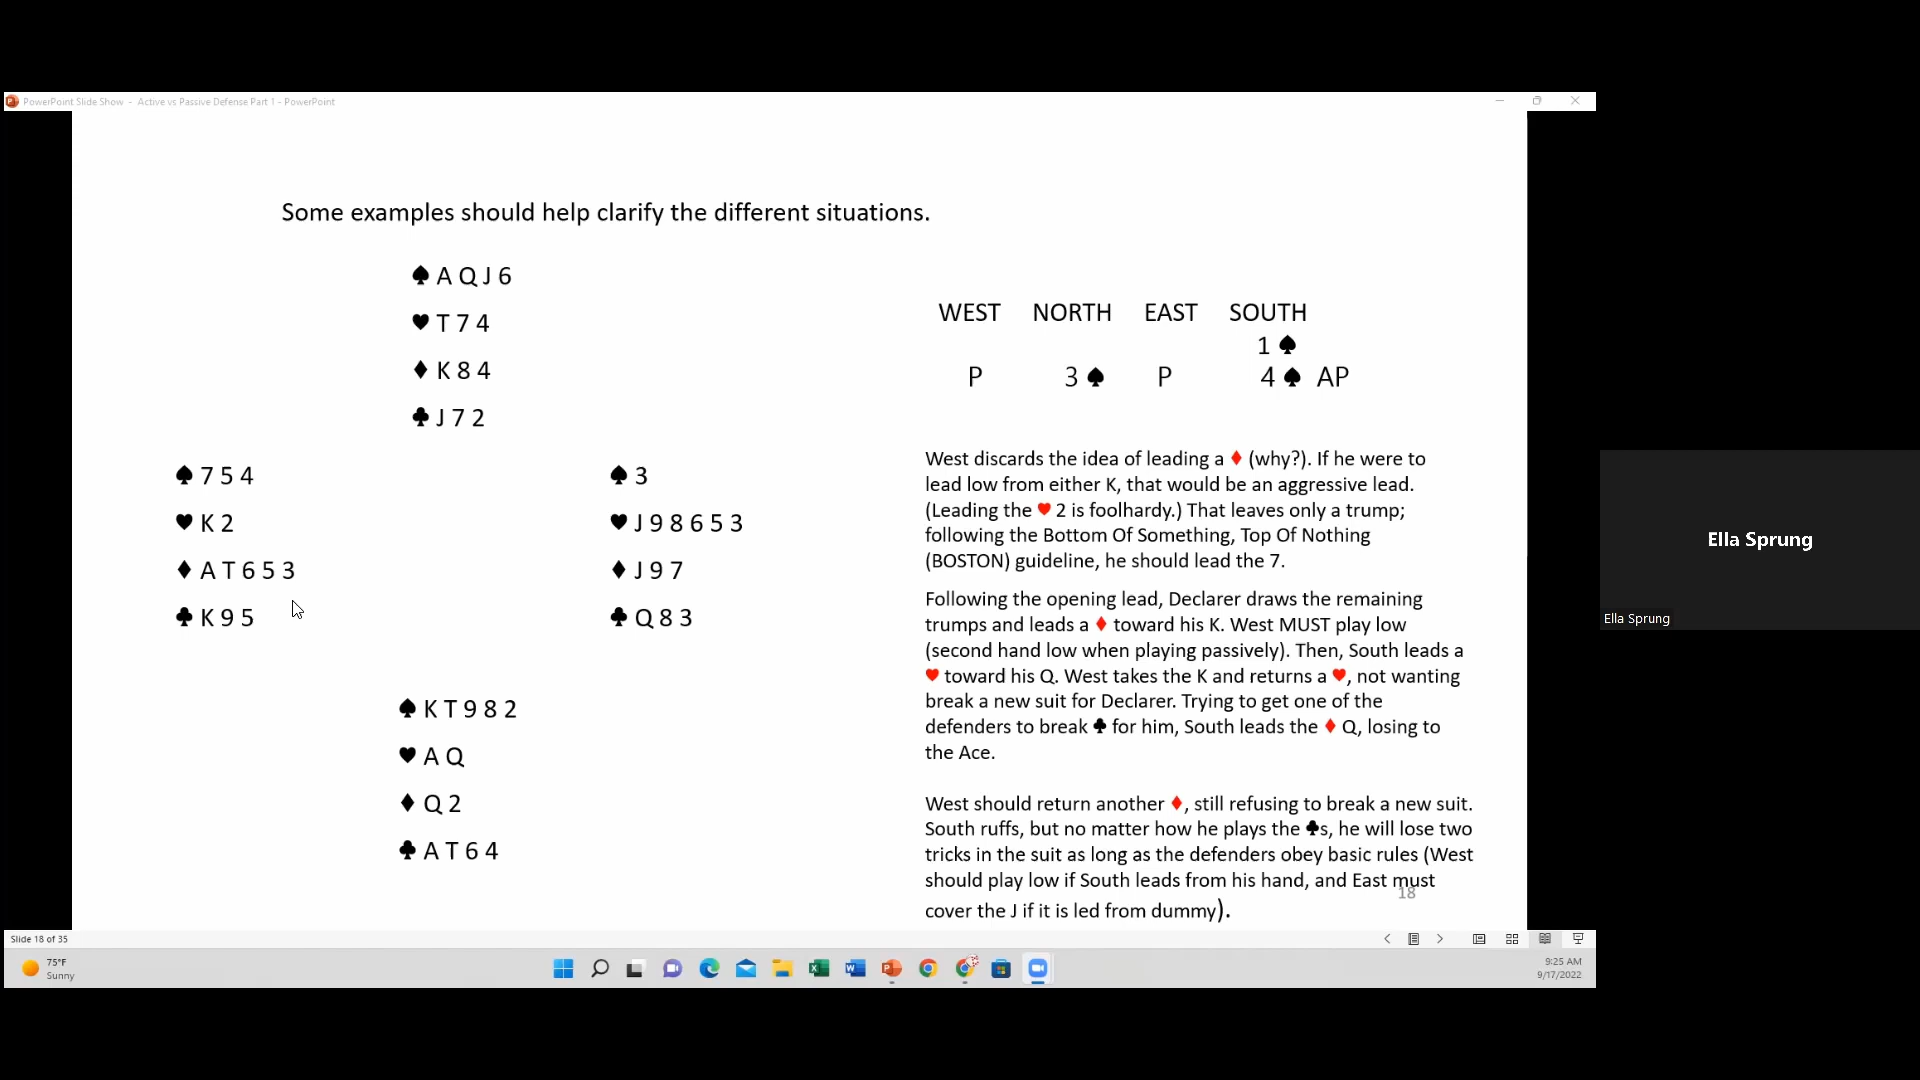 PowerPoint Slide Show - Active vs Passive Defense Part 1 - PowerPoint
Some examples should help clarify the different situations.
♠ A Q J 6
♥ T 7 4
♦ K 8 4
♣ J 7 2
♠ 7 5 4
♥ K 2
♦ A T 6 5 3
♣ K 9 5
♠ 3
♥ J 9 8 6 5 3
♦ J 9 7
♣ Q 8 3
♠ K T 9 8 2
♥ A Q
♦ Q 2
♣ A T 6 4
WEST NORTH EAST SOUTH
1 ♠
P 3 ♠ P 4 ♠ AP
West discards the idea of leading a ♦ (why?). If he were to
lead low from either K, that would be an aggressive lead.
(Leading the ♥ 2 is foolhardy.) That leaves only a trump;
following the Bottom Of Something, Top Of Nothing
(BOSTON) guideline, he should lead the 7.
Following the opening lead, Declarer draws the remaining
trumps and leads a ♦ toward his K. West MUST play low
(second hand low when playing passively). Then, South leads a
♥ toward his Q. West takes the K and returns a ♥, not wanting
break a new suit for Declarer. Trying to get one of the
defenders to break ♣ for him, South leads the ♦ Q, losing to
the Ace.
West should return another ♦, still refusing to break a new suit.
South ruffs, but no matter how he plays the ♣s, he will lose two
tricks in the suit as long as the defenders obey basic rules (West
should play low if South leads from his hand, and East must
cover the J if it is led from dummy).
18
Ella Sprung
Ella Sprung
Slide 18 of 35
75°F
Sunny
9:25 AM
9/17/2022